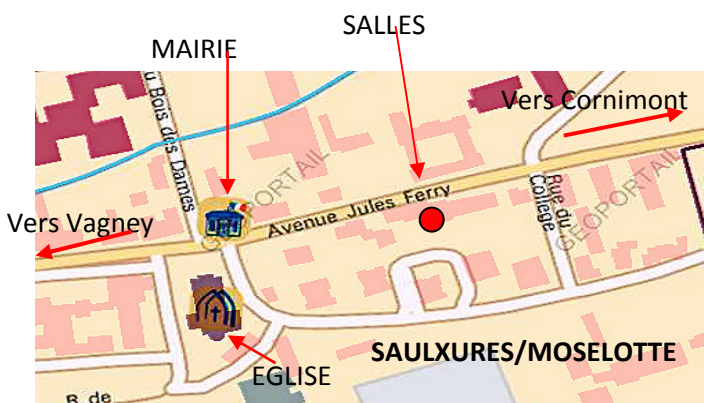 SALLES
MAIRIE
Vers Cornimont
u Bois des Dames
GEOPORTAIL
Avenue Jules Ferry
Rue du
Collège
GEOPORTAIL
Vers Vagney
SAULXURES/MOSELOTTE
EGLISE
R. de